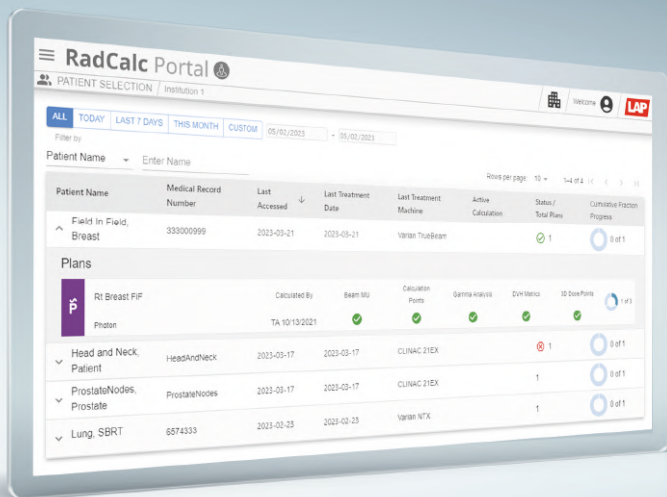 RadCalc Portal
PATIENT SELECTION / Institution 1
Welcome
LAP
ALL TODAY LAST 7 DAYS THIS MONTH CUSTOM 05/02/2023 - 31/02/2023
Filter by
Patient Name Enter Name
Rows per page: 10 1-4 of 4
Patient Name Medical Record Number Last Accessed Last Treatment Date Last Treatment Machine Active Calculation Status / Total Plans Cumulative Fraction Progress
Field In Field, Breast 333000999 2023-03-21 2023-03-21 Varian TrueBeam 1 0 of 1
Plans
Rt Breast FiF Calculated By Beam MU Calculation Points Gamma Analysis DVH Metrics 3D Dose Points
Photon TA 10/13/2021 1 of 3
Head and Neck, Patient HeadAndNeck 2023-03-17 2023-03-17 CLINAC 21EX 1 0 of 1
ProstateNodes, Prostate ProstateNodes 2023-03-17 2023-03-17 CLINAC 21EX 1 0 of 1
Lung, SBRT 6574333 2023-02-23 2023-02-23 Varian NTX 1 0 of 1